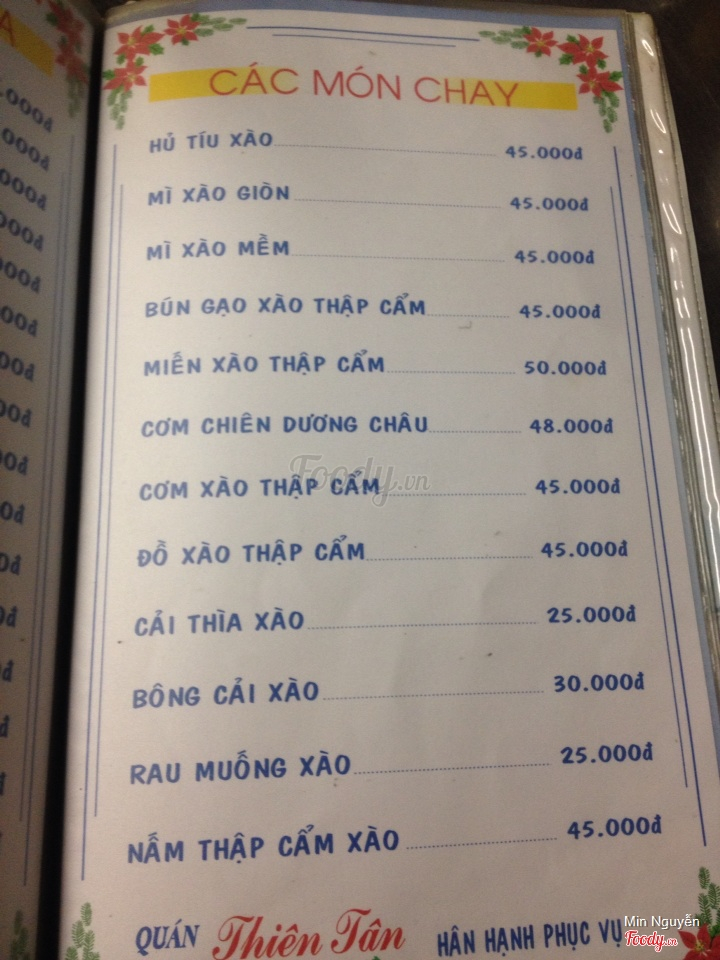 CÁC MÓN CHAY
HỦ TÍU XÀO 45.000đ
MÌ XÀO GIÒN 45.000đ
MÌ XÀO MỀM 45.000đ
BÚN GẠO XÀO THẬP CẨM 45.000đ
MIẾN XÀO THẬP CẨM 50.000đ
CƠM CHIÊN DƯƠNG CHÂU 48.000đ
Foody.vn
CƠM XÀO THẬP CẨM 45.000đ
ĐỒ XÀO THẬP CẨM 45.000đ
CẢI THÌA XÀO 25.000đ
BÔNG CẢI XÀO 30.000đ
RAU MUỐNG XÀO 25.000đ
NẤM THẬP CẨM XÀO 45.000đ
QUÁN Thiên Tân HÂN HẠNH PHỤC VỤ
Min Nguyễn
Foody.vn